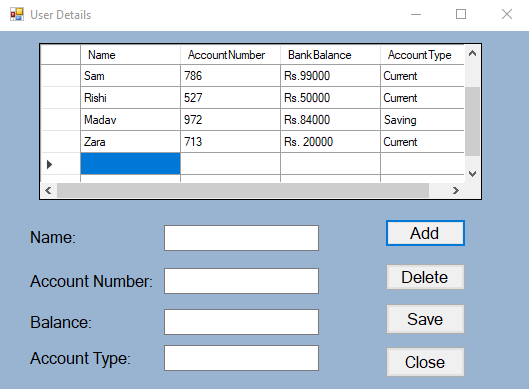 User Details
Name AccountNumber BankBalance AccountType
Sam 786 Rs.99000 Current
Rishi 527 Rs.50000 Current
Madav 972 Rs.84000 Saving
Zara 713 Rs. 20000 Current
Name:
Add
Account Number:
Delete
Balance:
Save
Account Type:
Close